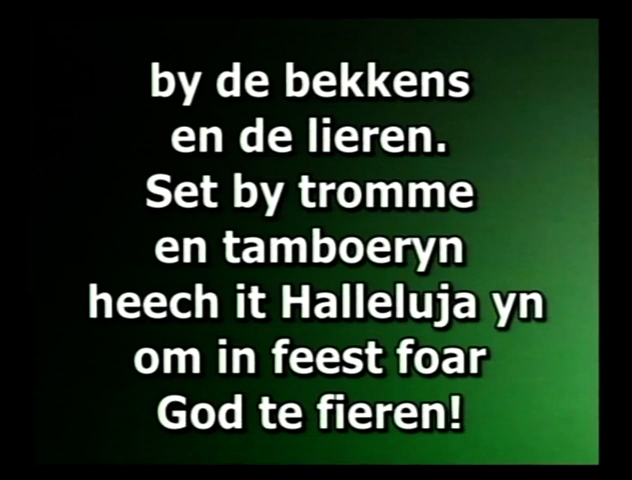 by de bekkens
en de lieren.
Set by tromme
en tamboeryn
heech it Halleluja yn
om in feest foar
God te fieren!